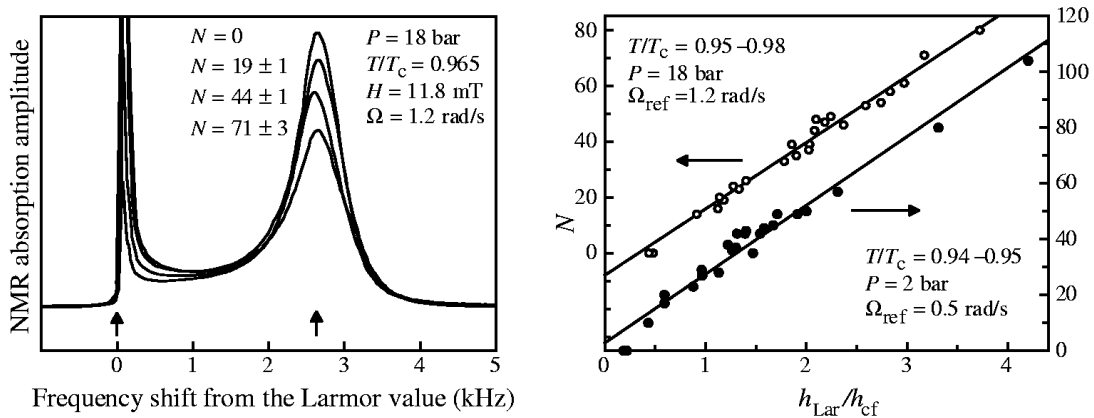 NMR absorption amplitude
N = 0
N = 19 ± 1
N = 44 ± 1
N = 71 ± 3
P = 18 bar
T/Tc = 0.965
H = 11.8 mT
Ω = 1.2 rad/s
0 1 2 3 4 5
Frequency shift from the Larmor value (kHz)
N
80
60
40
20
0
T/Tc = 0.95 –0.98
P = 18 bar
Ωref =1.2 rad/s
T/Tc = 0.94 –0.95
P = 2 bar
Ωref = 0.5 rad/s
120
100
80
60
40
20
0
0 1 2 3 4
hLar/hcf